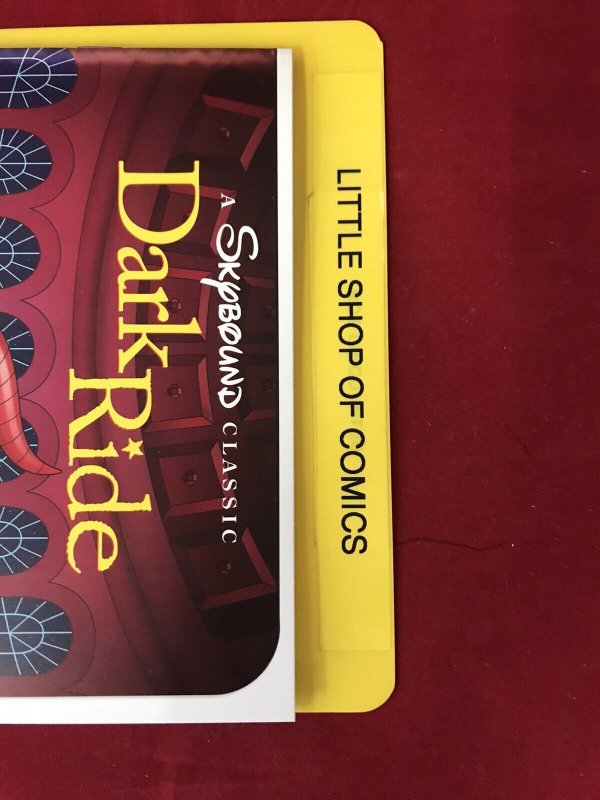 LITTLE SHOP OF COMICS
A SKYBOUND CLASSIC
Dark Ride